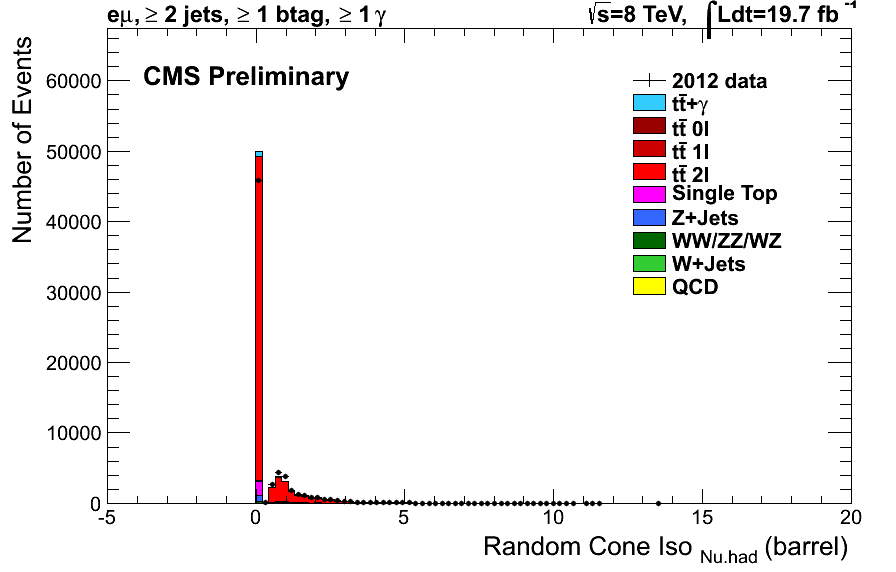 eμ, ≥ 2 jets, ≥ 1 btag, ≥ 1 γ
√s=8 TeV, ∫Ldt=19.7 fb⁻¹
CMS Preliminary
Number of Events
60000
50000
40000
30000
20000
10000
0
2012 data
tt̄+γ
tt̄ 0l
tt̄ 1l
tt̄ 2l
Single Top
Z+Jets
WW/ZZ/WZ
W+Jets
QCD
-5 0 5 10 15 20
Random Cone Iso Nu.had (barrel)